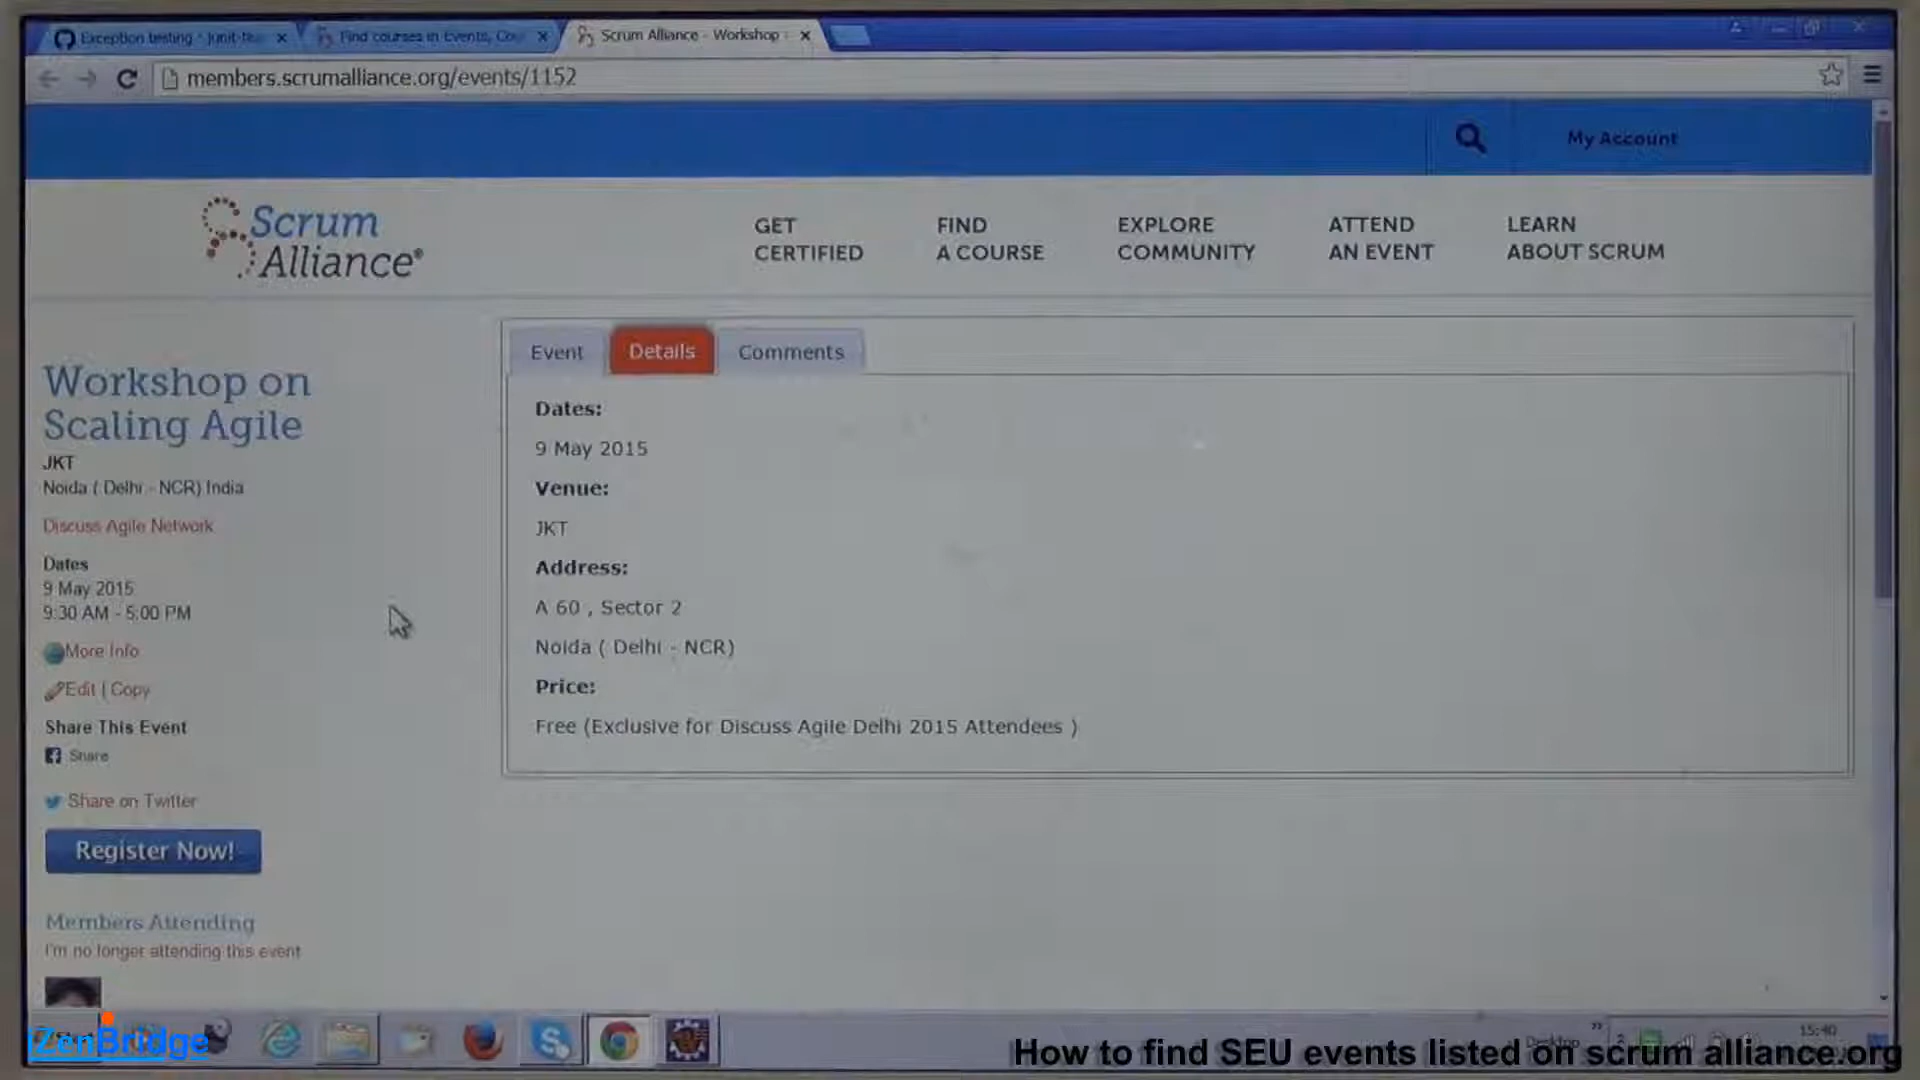 Exception testing · junit-te
Find courses in Events, Cou
Scrum Alliance - Workshop
members.scrumalliance.org/events/1152
My Account
Scrum
Alliance®
GET
CERTIFIED
FIND
A COURSE
EXPLORE
COMMUNITY
ATTEND
AN EVENT
LEARN
ABOUT SCRUM
Workshop on
Scaling Agile
JKT
Noida ( Delhi - NCR) India
Discuss Agile Network
Dates
9 May 2015
9:30 AM - 5:00 PM
More Info
Edit | Copy
Share This Event
Share
Share on Twitter
Register Now!
Members Attending
I'm no longer attending this event
Event
Details
Comments
Dates:
9 May 2015
Venue:
JKT
Address:
A 60 , Sector 2
Noida ( Delhi - NCR)
Price:
Free (Exclusive for Discuss Agile Delhi 2015 Attendees )
ZenBridge
Desktop
15:40
How to find SEU events listed on scrum alliance.org